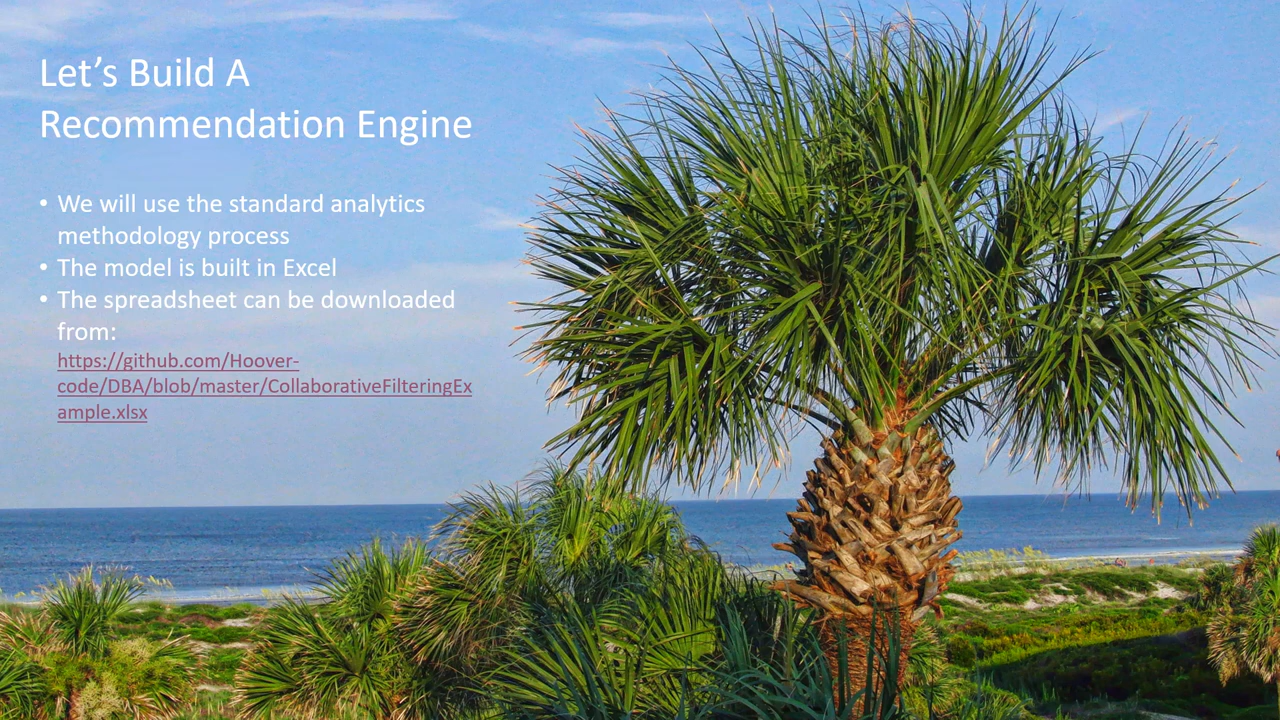 Let's Build A
Recommendation Engine
• We will use the standard analytics
methodology process
• The model is built in Excel
• The spreadsheet can be downloaded
from:
https://github.com/Hoover-
code/DBA/blob/master/CollaborativeFilteringEx
ample.xlsx